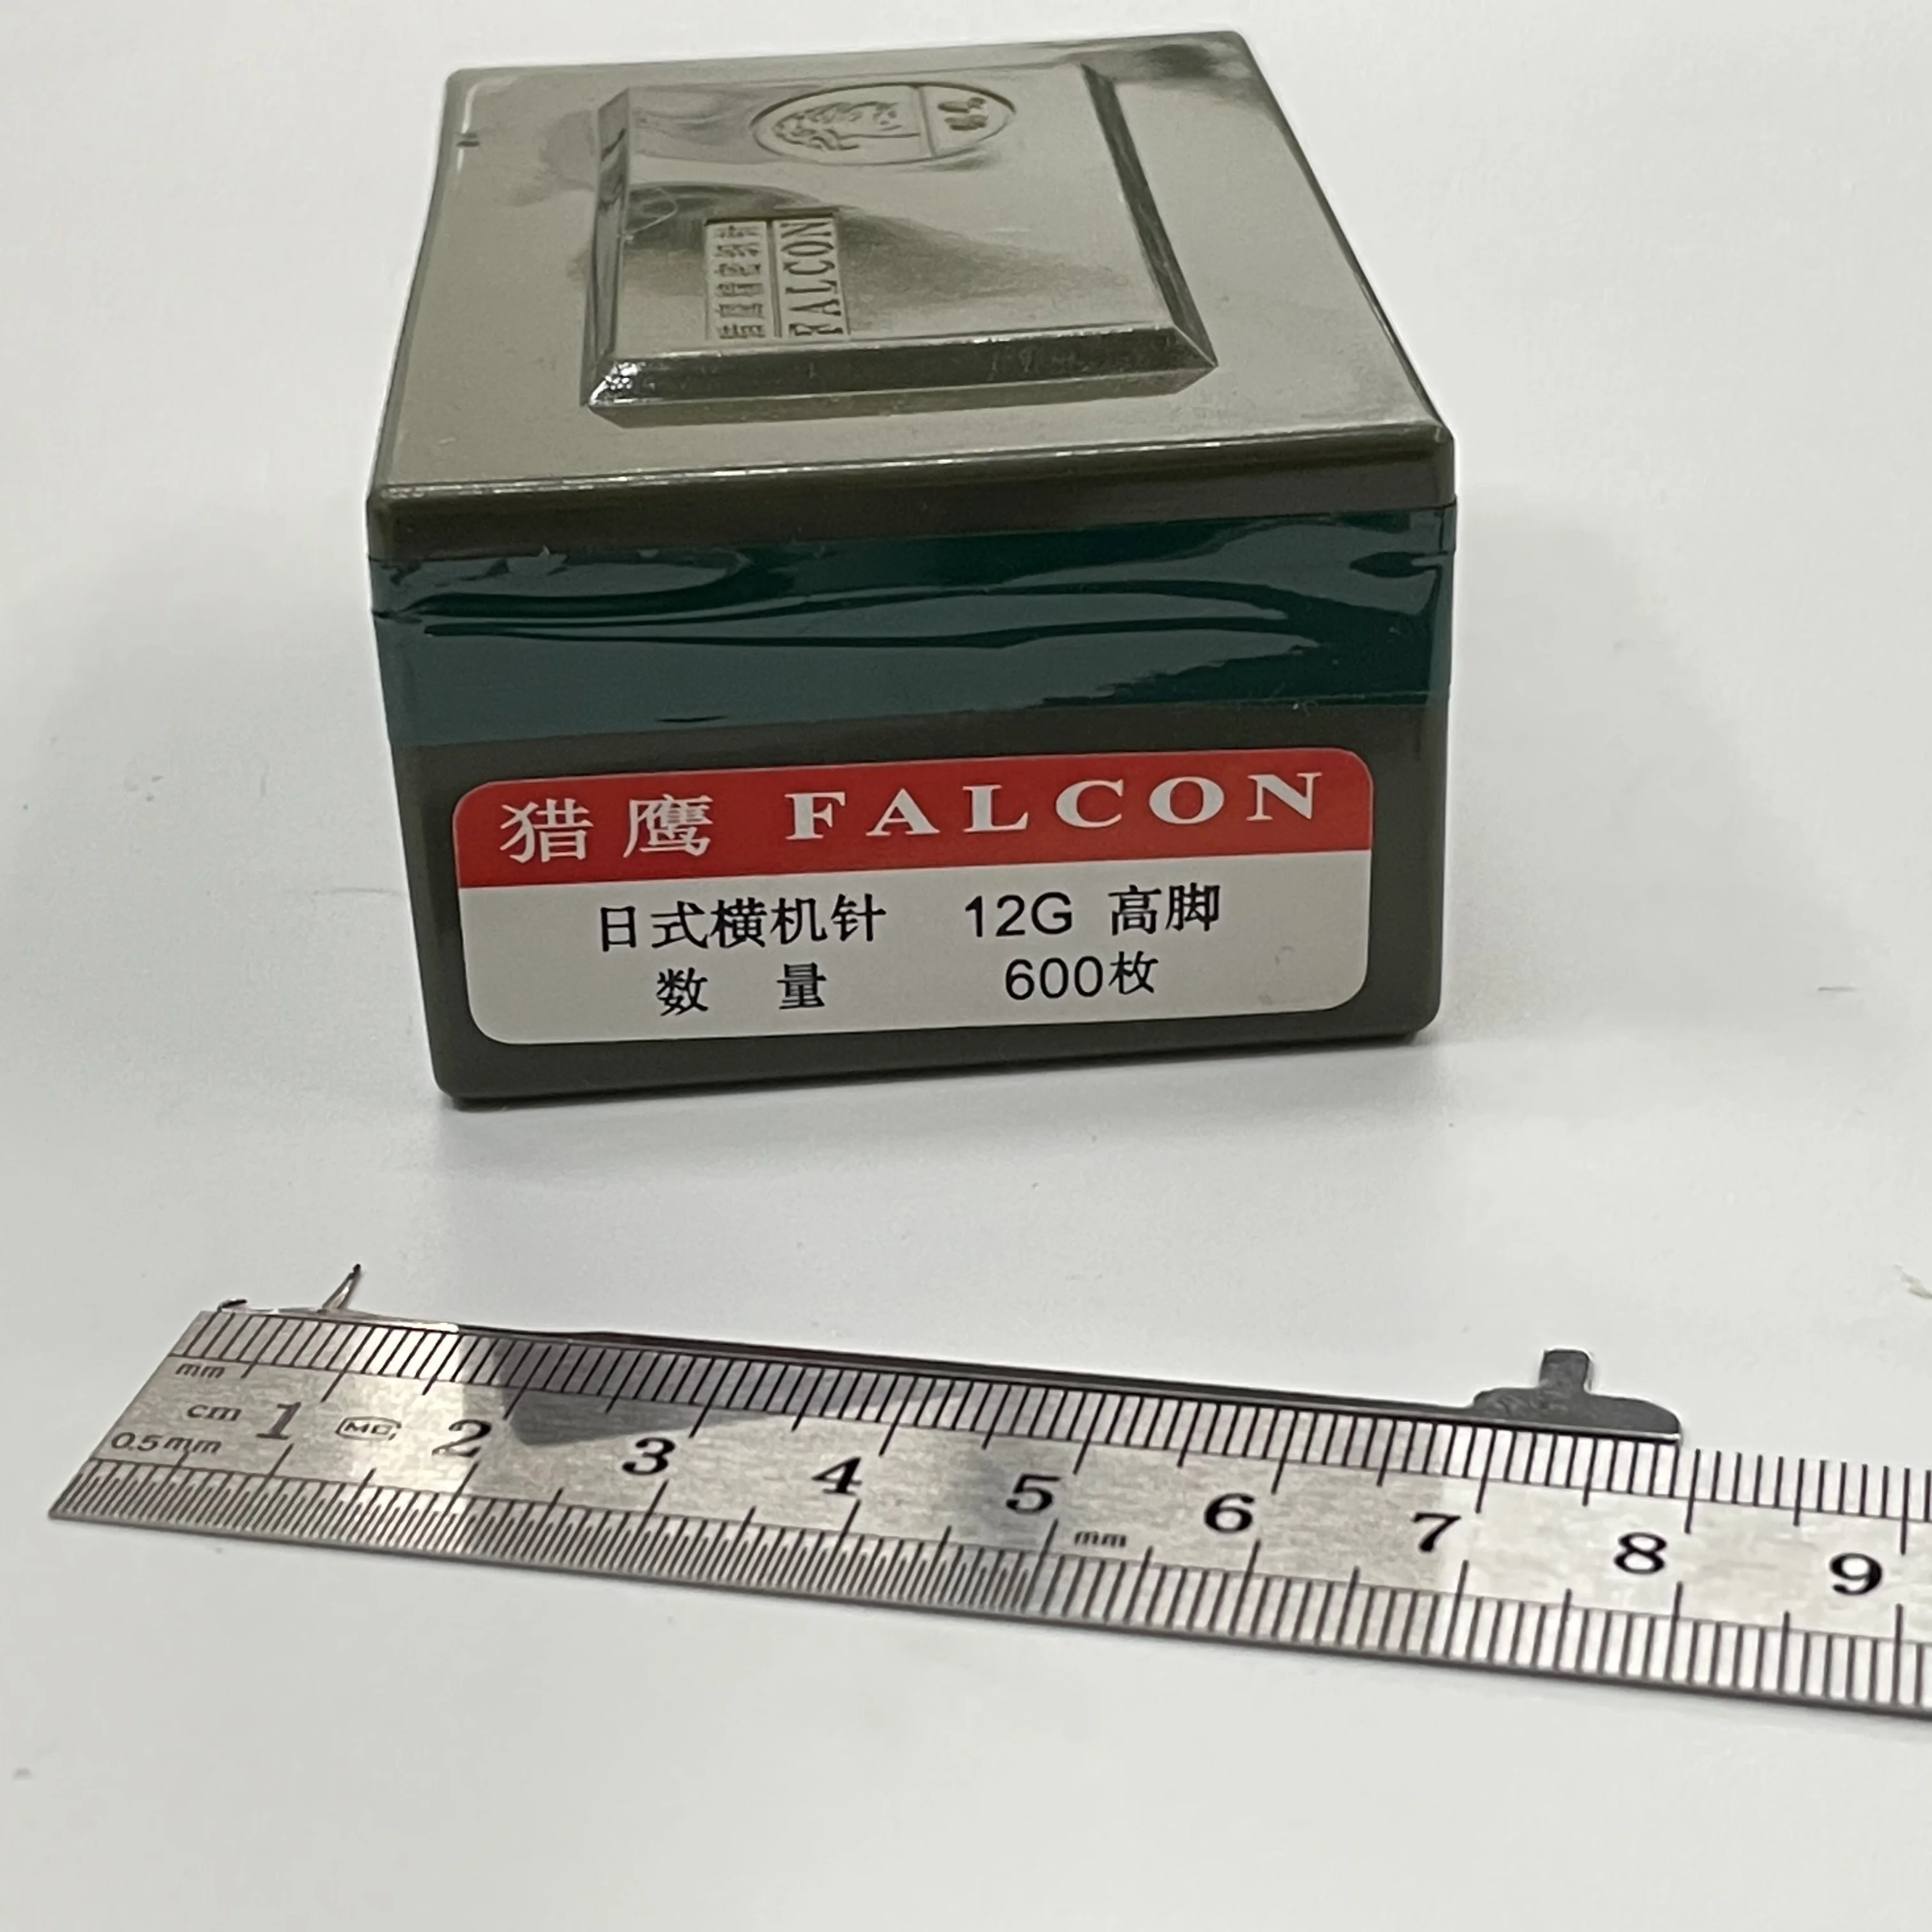 FALCON
猎鹰 FALCON
日式横机针 12G 高脚
数 量 600枚
mm
cm 1 MC 2 3 4 5 6 7 8 9
0.5mm mm